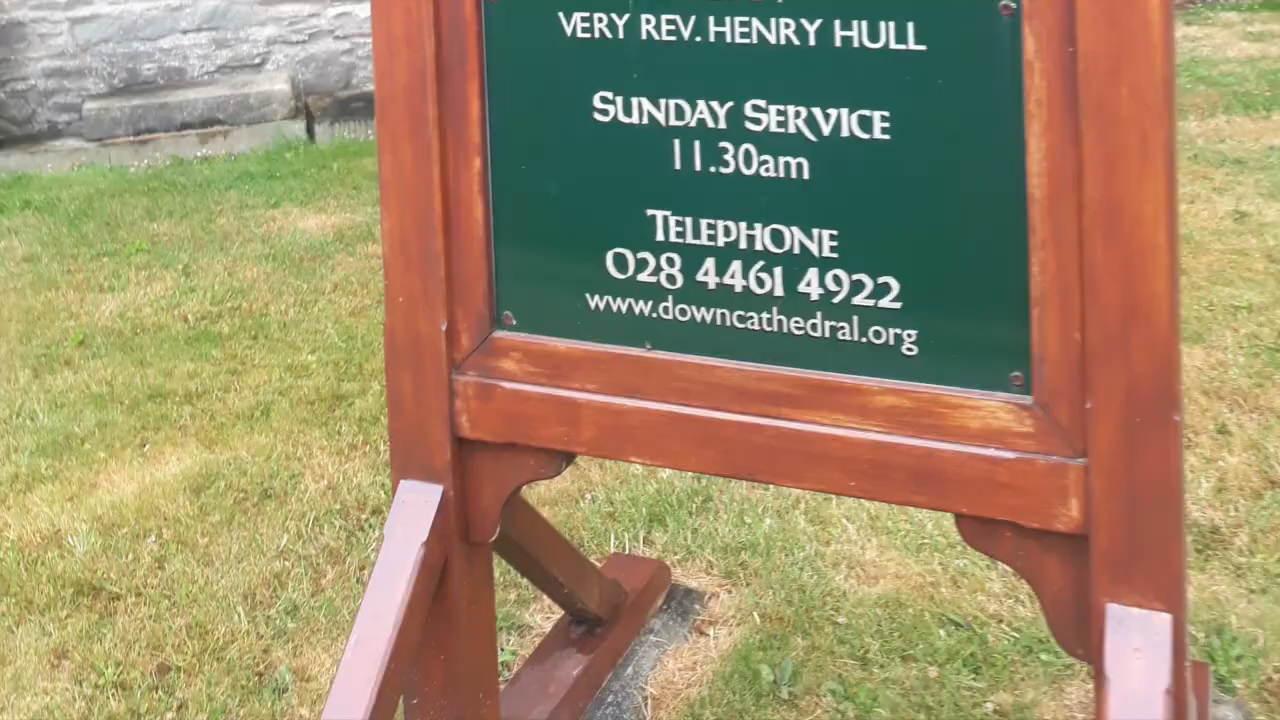 VERY REV. HENRY HULL
SUNDAY SERVICE
11.30am
TELEPHONE
028 4461 4922
www.downcathedral.org